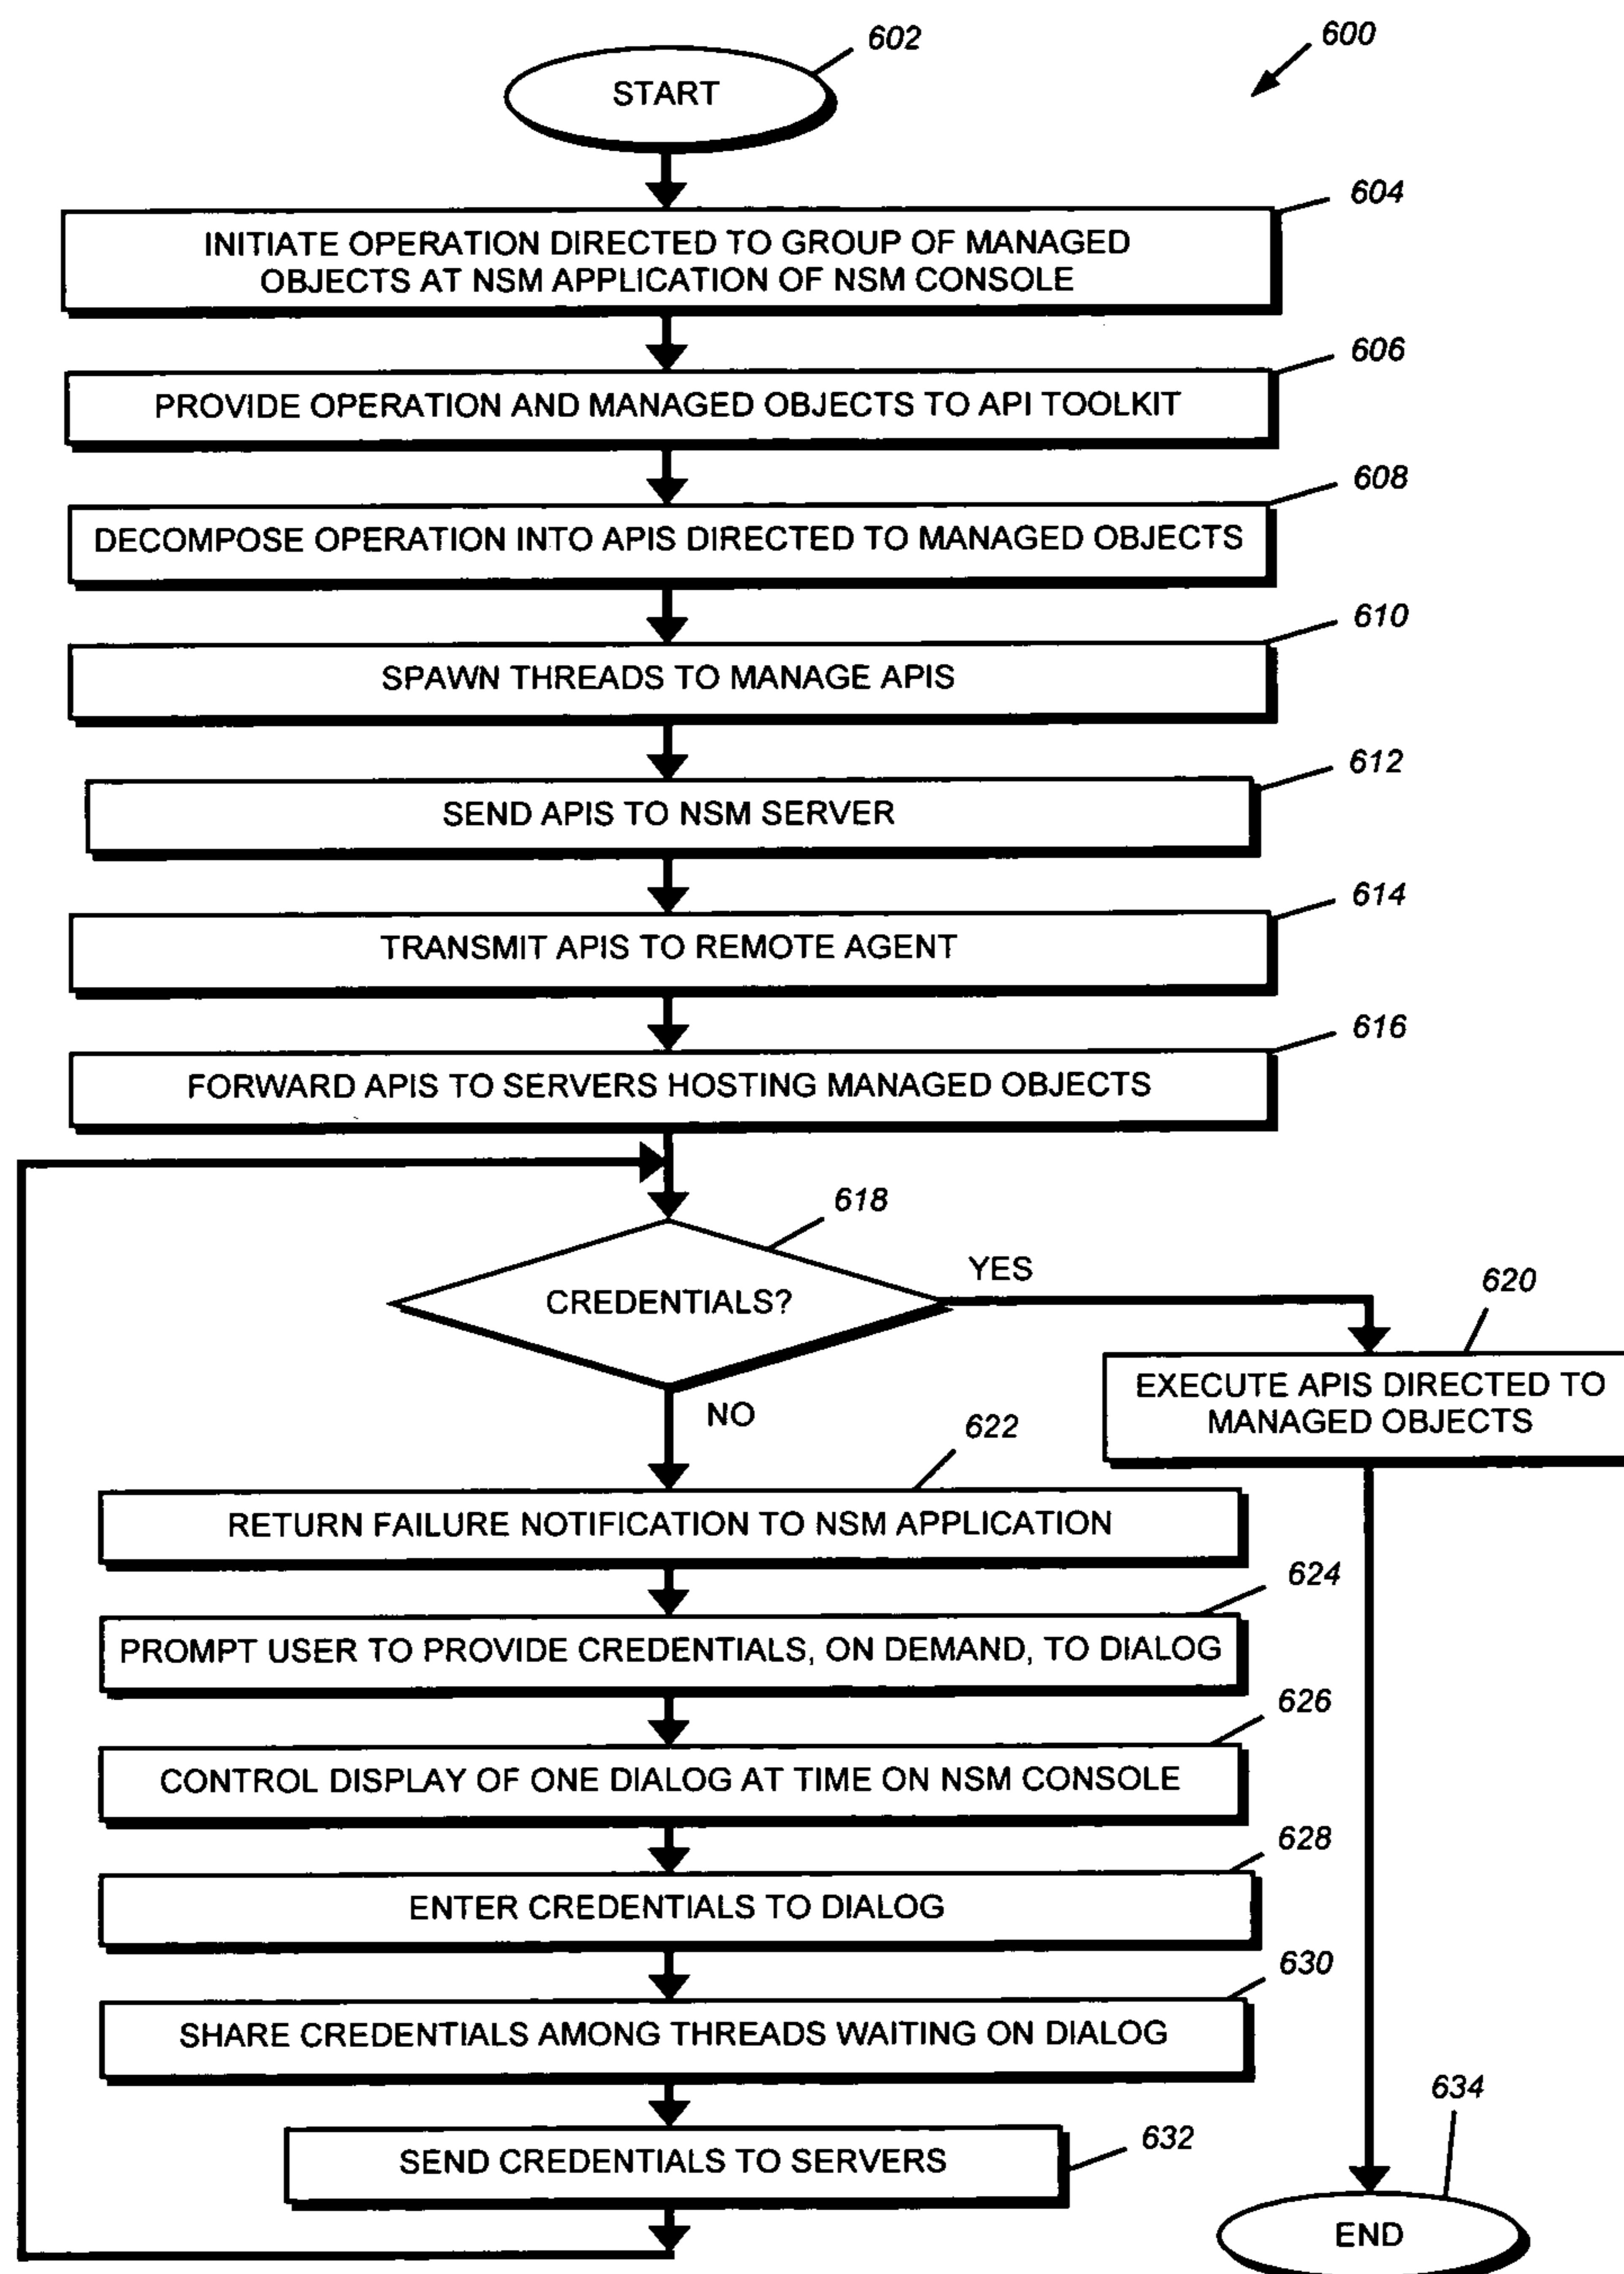 602
600
START
604
INITIATE OPERATION DIRECTED TO GROUP OF MANAGED
OBJECTS AT NSM APPLICATION OF NSM CONSOLE
606
PROVIDE OPERATION AND MANAGED OBJECTS TO API TOOLKIT
608
DECOMPOSE OPERATION INTO APIS DIRECTED TO MANAGED OBJECTS
610
SPAWN THREADS TO MANAGE APIS
612
SEND APIS TO NSM SERVER
614
TRANSMIT APIS TO REMOTE AGENT
616
FORWARD APIS TO SERVERS HOSTING MANAGED OBJECTS
618
CREDENTIALS?
YES
620
EXECUTE APIS DIRECTED TO
MANAGED OBJECTS
NO
622
RETURN FAILURE NOTIFICATION TO NSM APPLICATION
624
PROMPT USER TO PROVIDE CREDENTIALS, ON DEMAND, TO DIALOG
626
CONTROL DISPLAY OF ONE DIALOG AT TIME ON NSM CONSOLE
628
ENTER CREDENTIALS TO DIALOG
630
SHARE CREDENTIALS AMONG THREADS WAITING ON DIALOG
632
SEND CREDENTIALS TO SERVERS
634
END